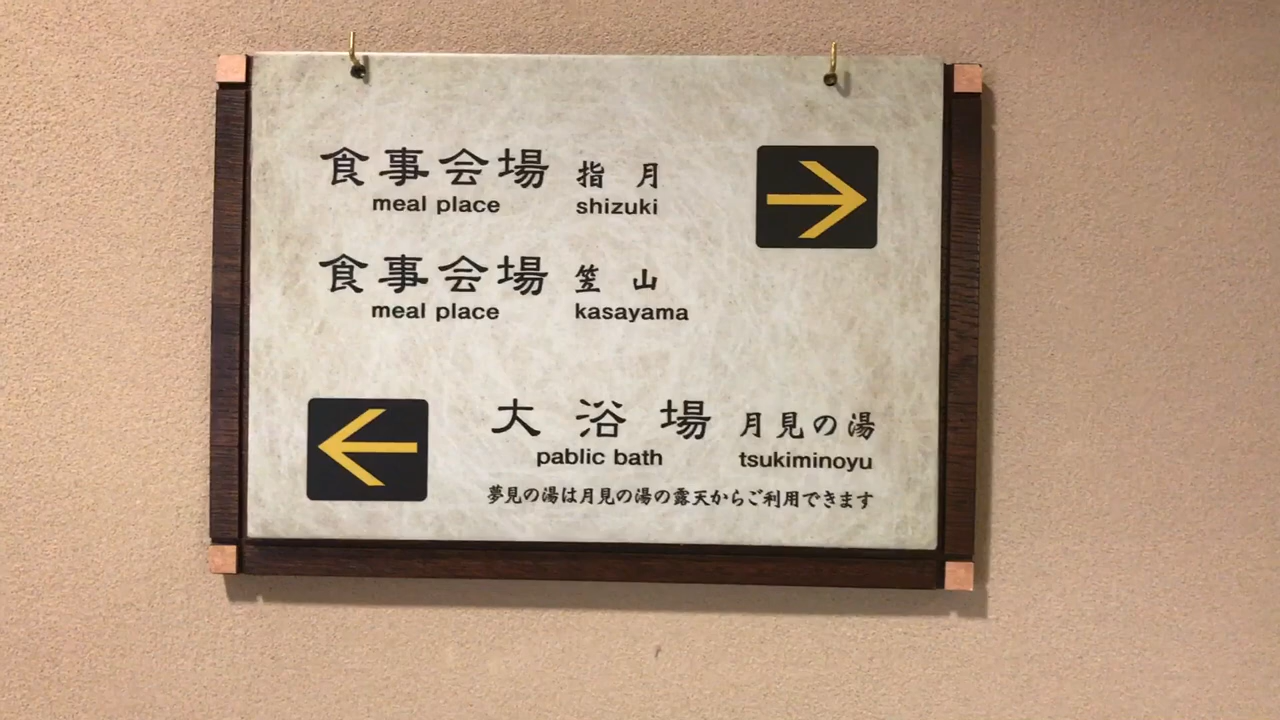 食事会場 指月
meal place shizuki
食事会場 笠山
meal place kasayama
大浴場 月見の湯
pablic bath tsukiminoyu
夢見の湯は月見の湯の露天からご利用できます